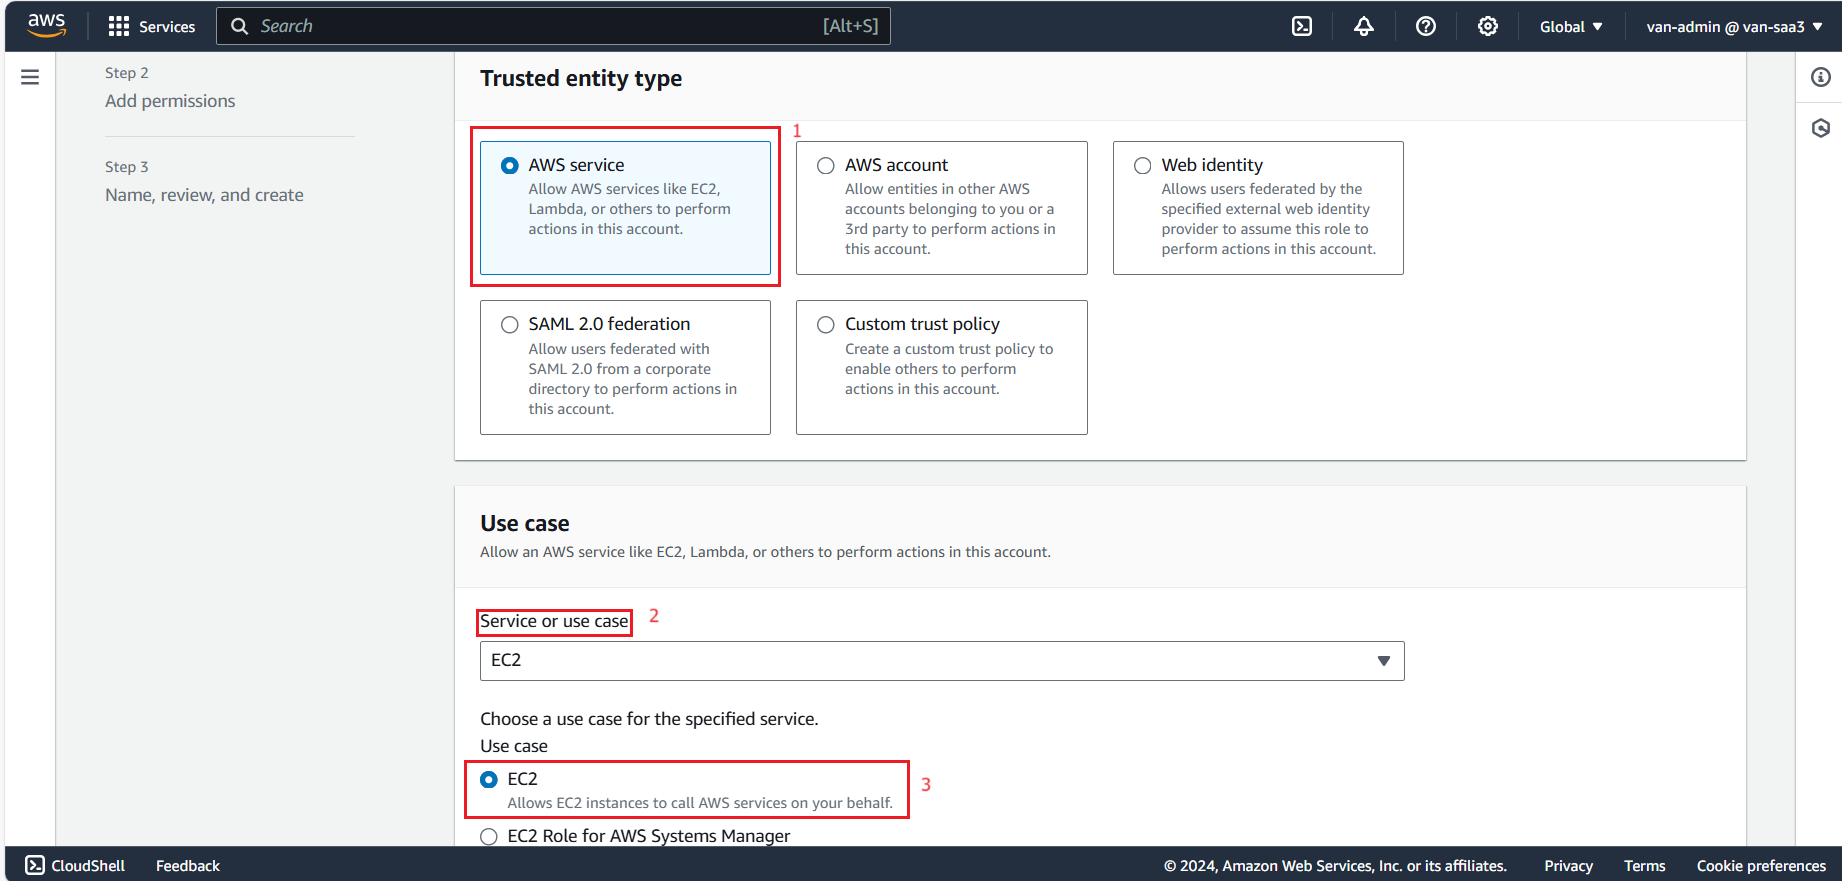 aws
Services
Search
[Alt+S]
Global
van-admin @ van-saa3
Step 2
Add permissions
Step 3
Name, review, and create
Trusted entity type
1
AWS service
Allow AWS services like EC2,
Lambda, or others to perform
actions in this account.
AWS account
Allow entities in other AWS
accounts belonging to you or a
3rd party to perform actions in
this account.
Web identity
Allows users federated by the
specified external web identity
provider to assume this role to
perform actions in this account.
SAML 2.0 federation
Allow users federated with
SAML 2.0 from a corporate
directory to perform actions in
this account.
Custom trust policy
Create a custom trust policy to
enable others to perform
actions in this account.
Use case
Allow an AWS service like EC2, Lambda, or others to perform actions in this account.
Service or use case
2
EC2
Choose a use case for the specified service.
Use case
EC2
Allows EC2 instances to call AWS services on your behalf.
3
EC2 Role for AWS Systems Manager
CloudShell
Feedback
© 2024, Amazon Web Services, Inc. or its affiliates.
Privacy
Terms
Cookie preferences